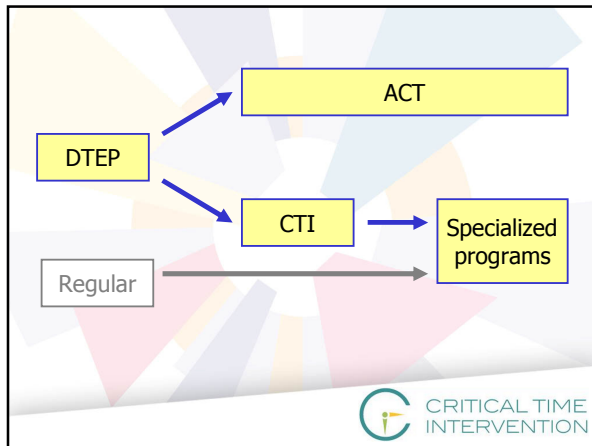 ACT
DTEP
CTI
Specialized
programs
Regular
CRITICAL TIME
INTERVENTION